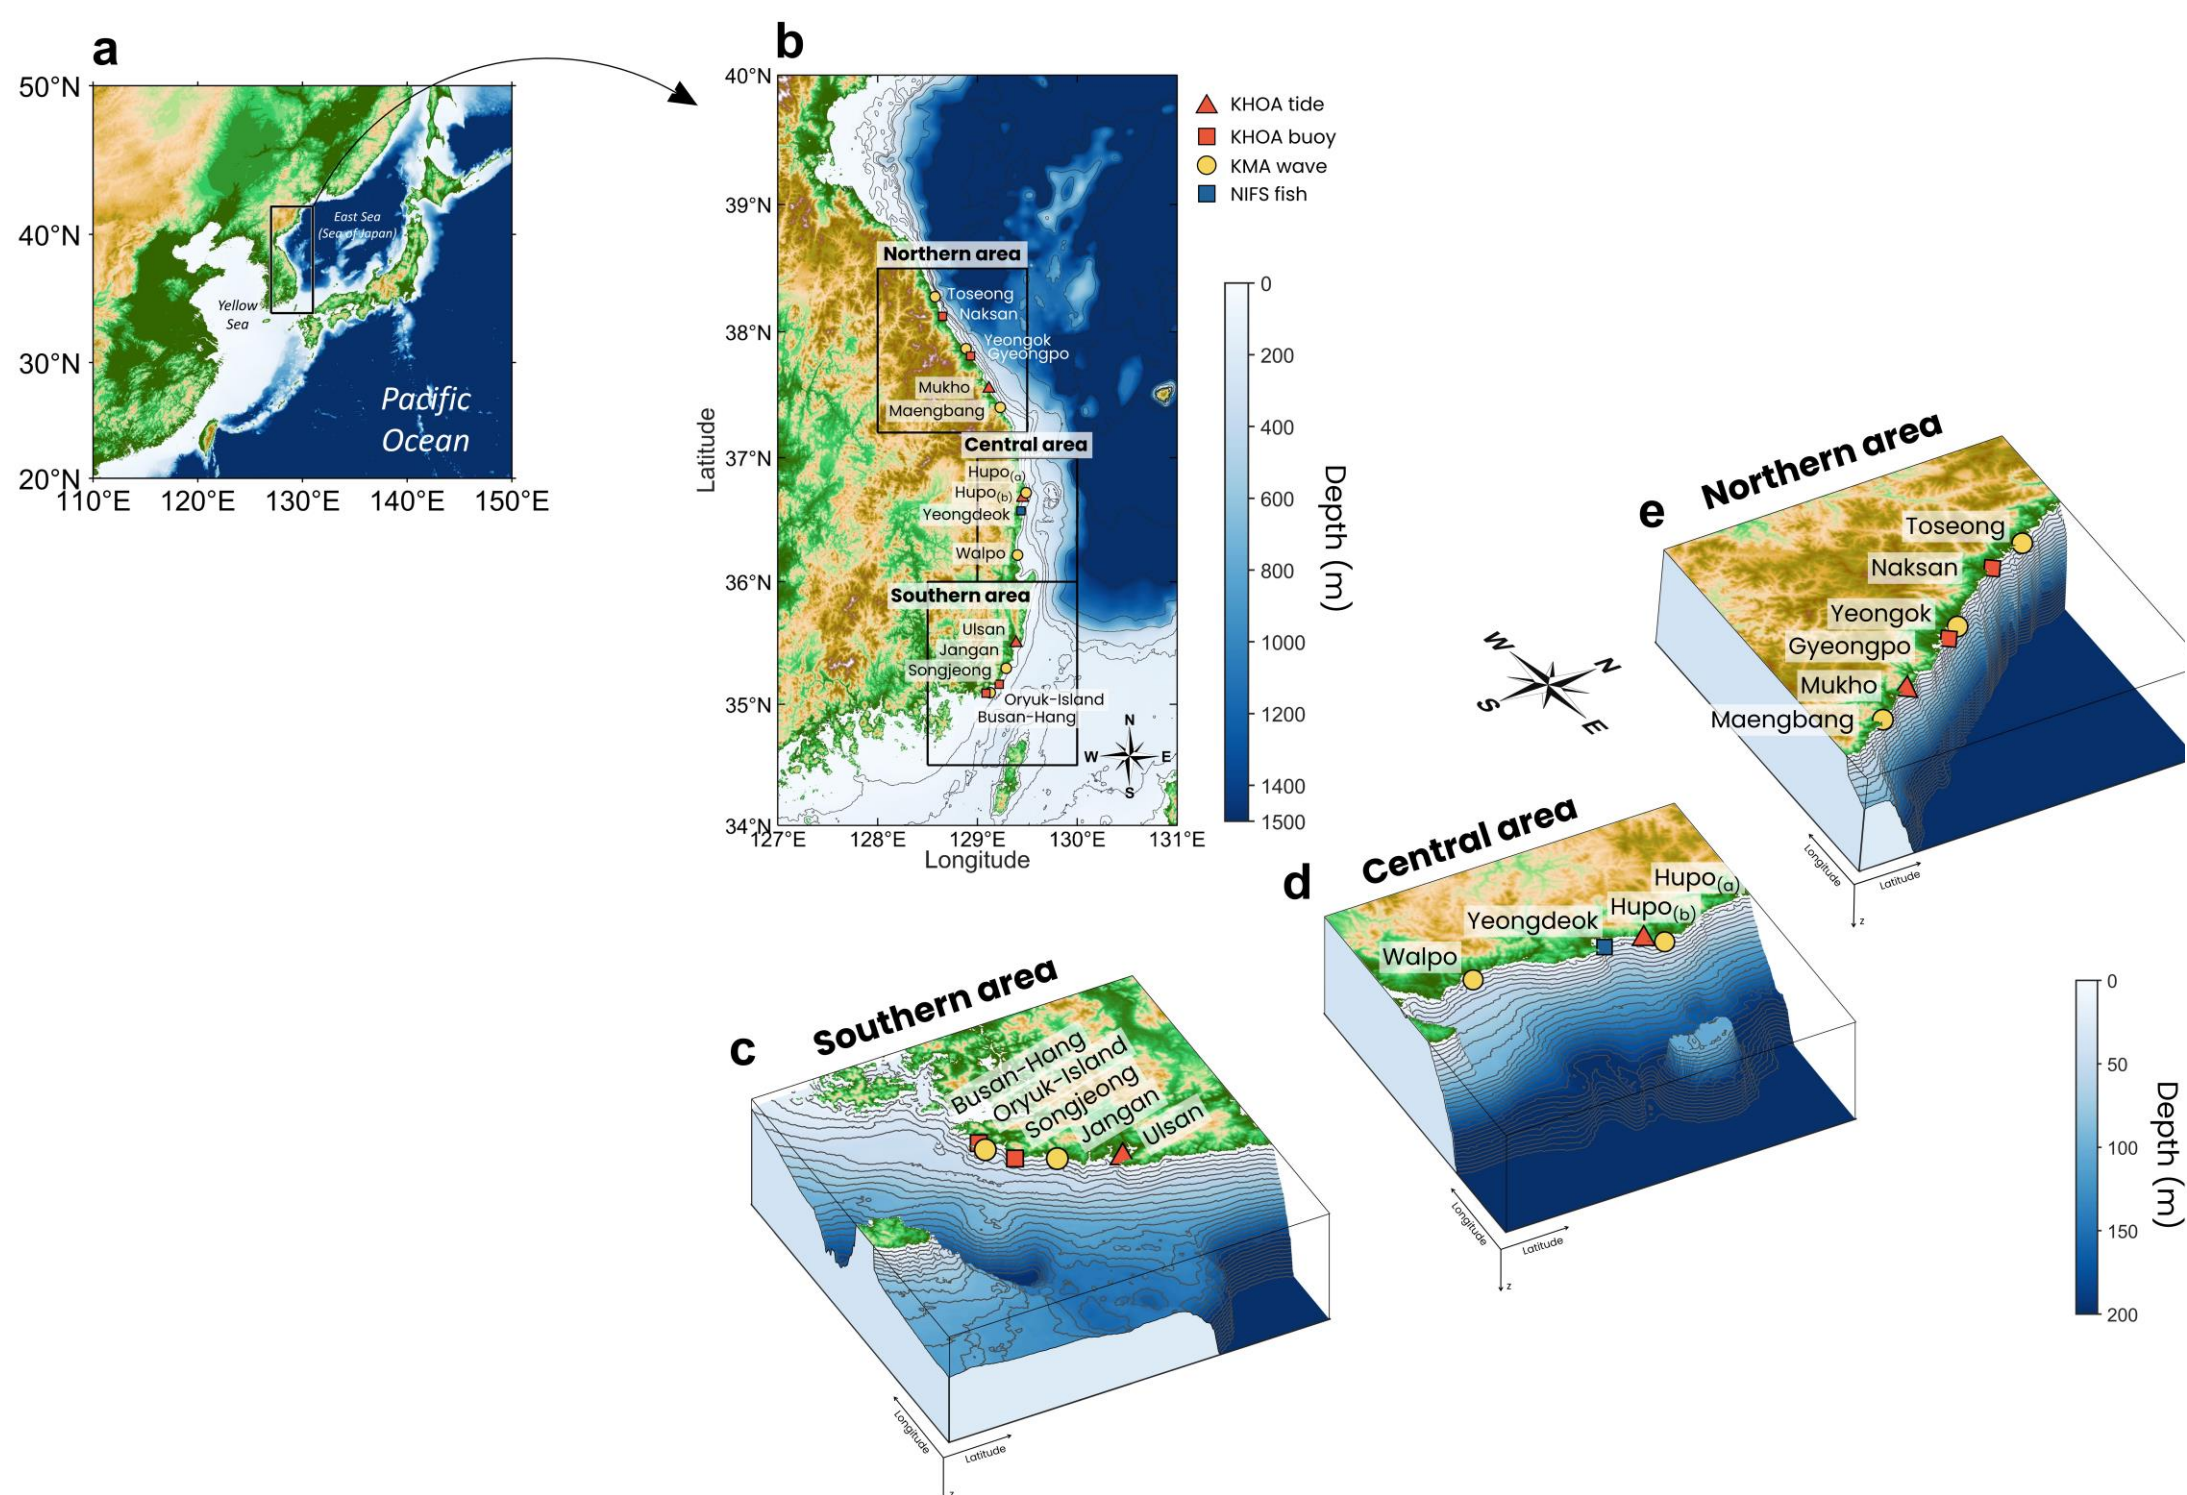 a
50°N
40°N
30°N
20°N
110°E 120°E 130°E 140°E 150°E
East Sea
(Sea of Japan)
Yellow
Sea
Pacific
Ocean
b
40°N
39°N
38°N
37°N
36°N
35°N
34°N
127°E 128°E 129°E 130°E 131°E
Latitude
Longitude
Northern area
Toseong
Naksan
Yeongok
Gyeongpo
Mukho
Maengbang
Central area
Hupo(a)
Hupo(b)
Yeongdeok
Walpo
Southern area
Ulsan
Jangan
Songjeong
Oryuk-Island
Busan-Hang
N
W E
S
KHOA tide
KHOA buoy
KMA wave
NIFS fish
0
200
400
600
800
1000
1200
1400
1500
Depth (m)
W
N
S
E
e
Northern area
Toseong
Naksan
Yeongok
Gyeongpo
Mukho
Maengbang
Longitude
Latitude
z
d
Central area
Hupo(a)
Hupo(b)
Yeongdeok
Walpo
Longitude
Latitude
z
c
Southern area
Busan-Hang
Oryuk-Island
Songjeong
Jangan
Ulsan
Longitude
Latitude
z
0
50
100
150
200
Depth (m)